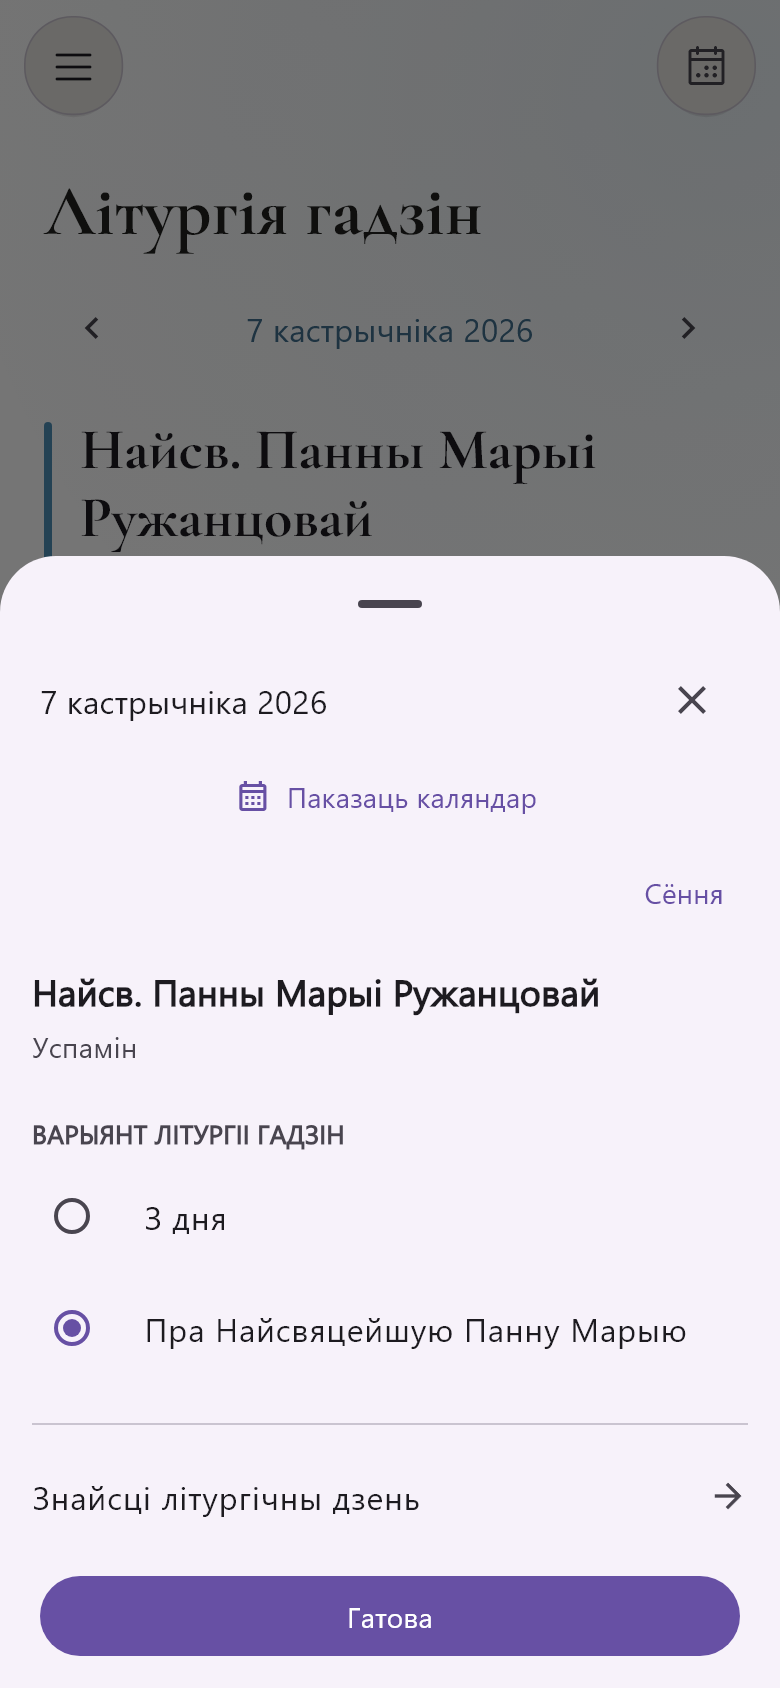 Літургія гадзін
7 кастрычніка 2026
Найсв. Панны Марыі
Ружанцовай
7 кастрычніка 2026
Паказаць каляндар
Сёння
Найсв. Панны Марыі Ружанцовай
Успамін
ВАРЫЯНТ ЛІТУРГІІ ГАДЗІН
З дня
Пра Найсвяцейшую Панну Марыю
Знайсці літургічны дзень
Гатова